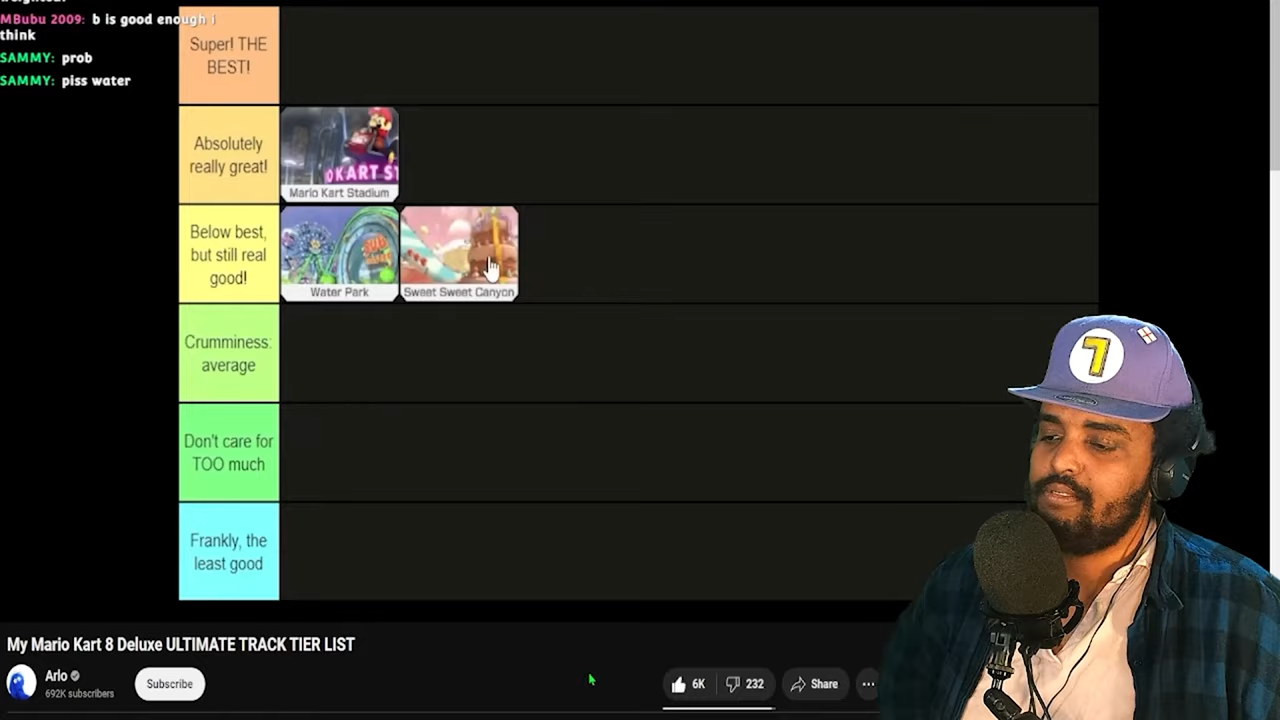 MBubu 2009: b is good enough i
think
SAMMY: prob
SAMMY: piss water
Super! THE
BEST!
Absolutely
really great!
KART ST
Mario Kart Stadium
Below best,
but still real
good!
Water Park
Sweet Sweet Canyon
Crumminess:
average
Don't care for
TOO much
Frankly, the
least good
7
My Mario Kart 8 Deluxe ULTIMATE TRACK TIER LIST
Arlo
692K subscribers
Subscribe
6K
232
Share